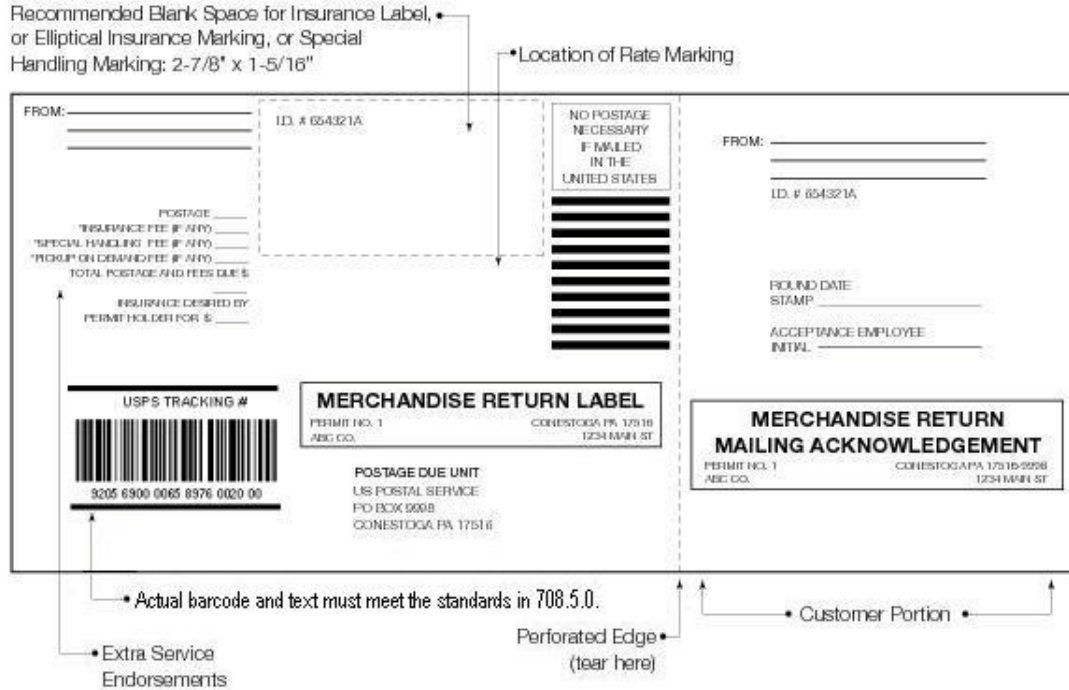 Recommended Blank Space for Insurance Label,
or Elliptical Insurance Marking, or Special
Handling Marking: 2-7/8" x 1-5/16"
Location of Rate Marking
FROM:
I.D. # 654321A
NO POSTAGE
NECESSARY
IF MAILED
IN THE
UNITED STATES
POSTAGE
*INSURANCE FEE (IF ANY)
*SPECIAL HANDLING FEE (IF ANY)
*PICKUP ON DEMAND FEE (IF ANY)
TOTAL POSTAGE AND FEES DUE $
INSURANCE DESIRED BY
PERMIT HOLDER FOR $
USPS TRACKING #
9205 6900 0065 8976 0020 00
MERCHANDISE RETURN LABEL
PERMIT NO. 1 CONESTOGA PA 17516
ABC CO. 1234 MAIN ST
POSTAGE DUE UNIT
US POSTAL SERVICE
PO BOX 9998
CONESTOGA PA 17516
FROM:
I.D. # 654321A
ROUND DATE
STAMP
ACCEPTANCE EMPLOYEE
INITIAL
MERCHANDISE RETURN
MAILING ACKNOWLEDGEMENT
PERMIT NO. 1 CONESTOGA PA 17516-9998
ABC CO. 1234 MAIN ST
Actual barcode and text must meet the standards in 708.5.0.
Extra Service
Endorsements
Perforated Edge
(tear here)
Customer Portion